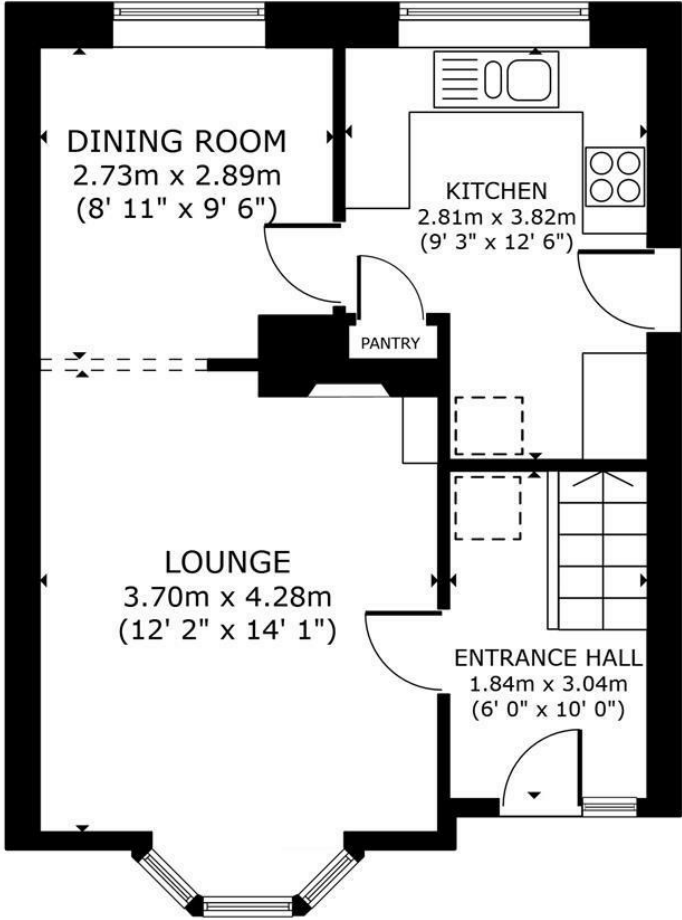 DINING ROOM
2.73m x 2.89m
(8' 11" x 9' 6")
KITCHEN
2.81m x 3.82m
(9' 3" x 12' 6")
PANTRY
LOUNGE
3.70m x 4.28m
(12' 2" x 14' 1")
ENTRANCE HALL
1.84m x 3.04m
(6' 0" x 10' 0")